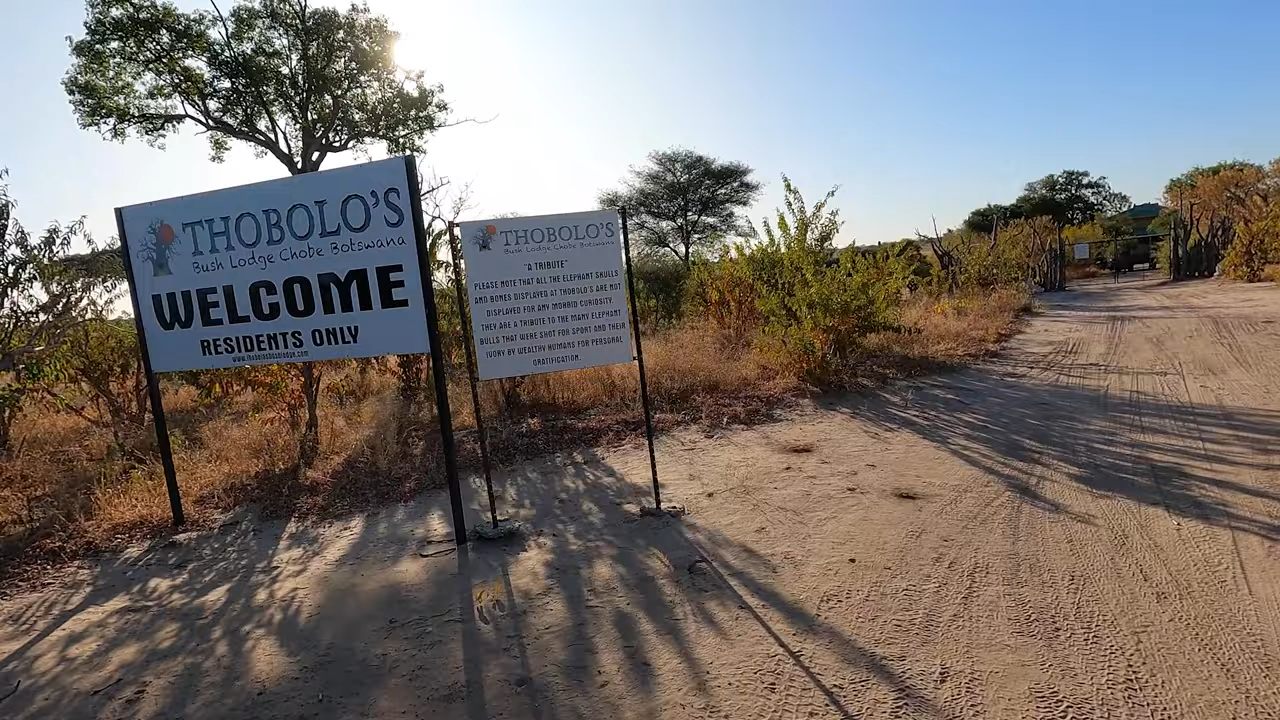 THOBOLO'S
Bush Lodge Chobe Botswana
WELCOME
RESIDENTS ONLY
www.thobolosbushlodge.com
THOBOLO'S
Bush Lodge Chobe Botswana
"A TRIBUTE"
PLEASE NOTE THAT ALL THE ELEPHANT SKULLS
AND BONES DISPLAYED AT THOBOLO'S ARE NOT
DISPLAYED FOR ANY MORBID CURIOSITY.
THEY ARE A TRIBUTE TO THE MANY ELEPHANT
BULLS THAT WERE SHOT FOR SPORT AND THEIR
IVORY BY WEALTHY HUMANS FOR PERSONAL
GRATIFICATION.